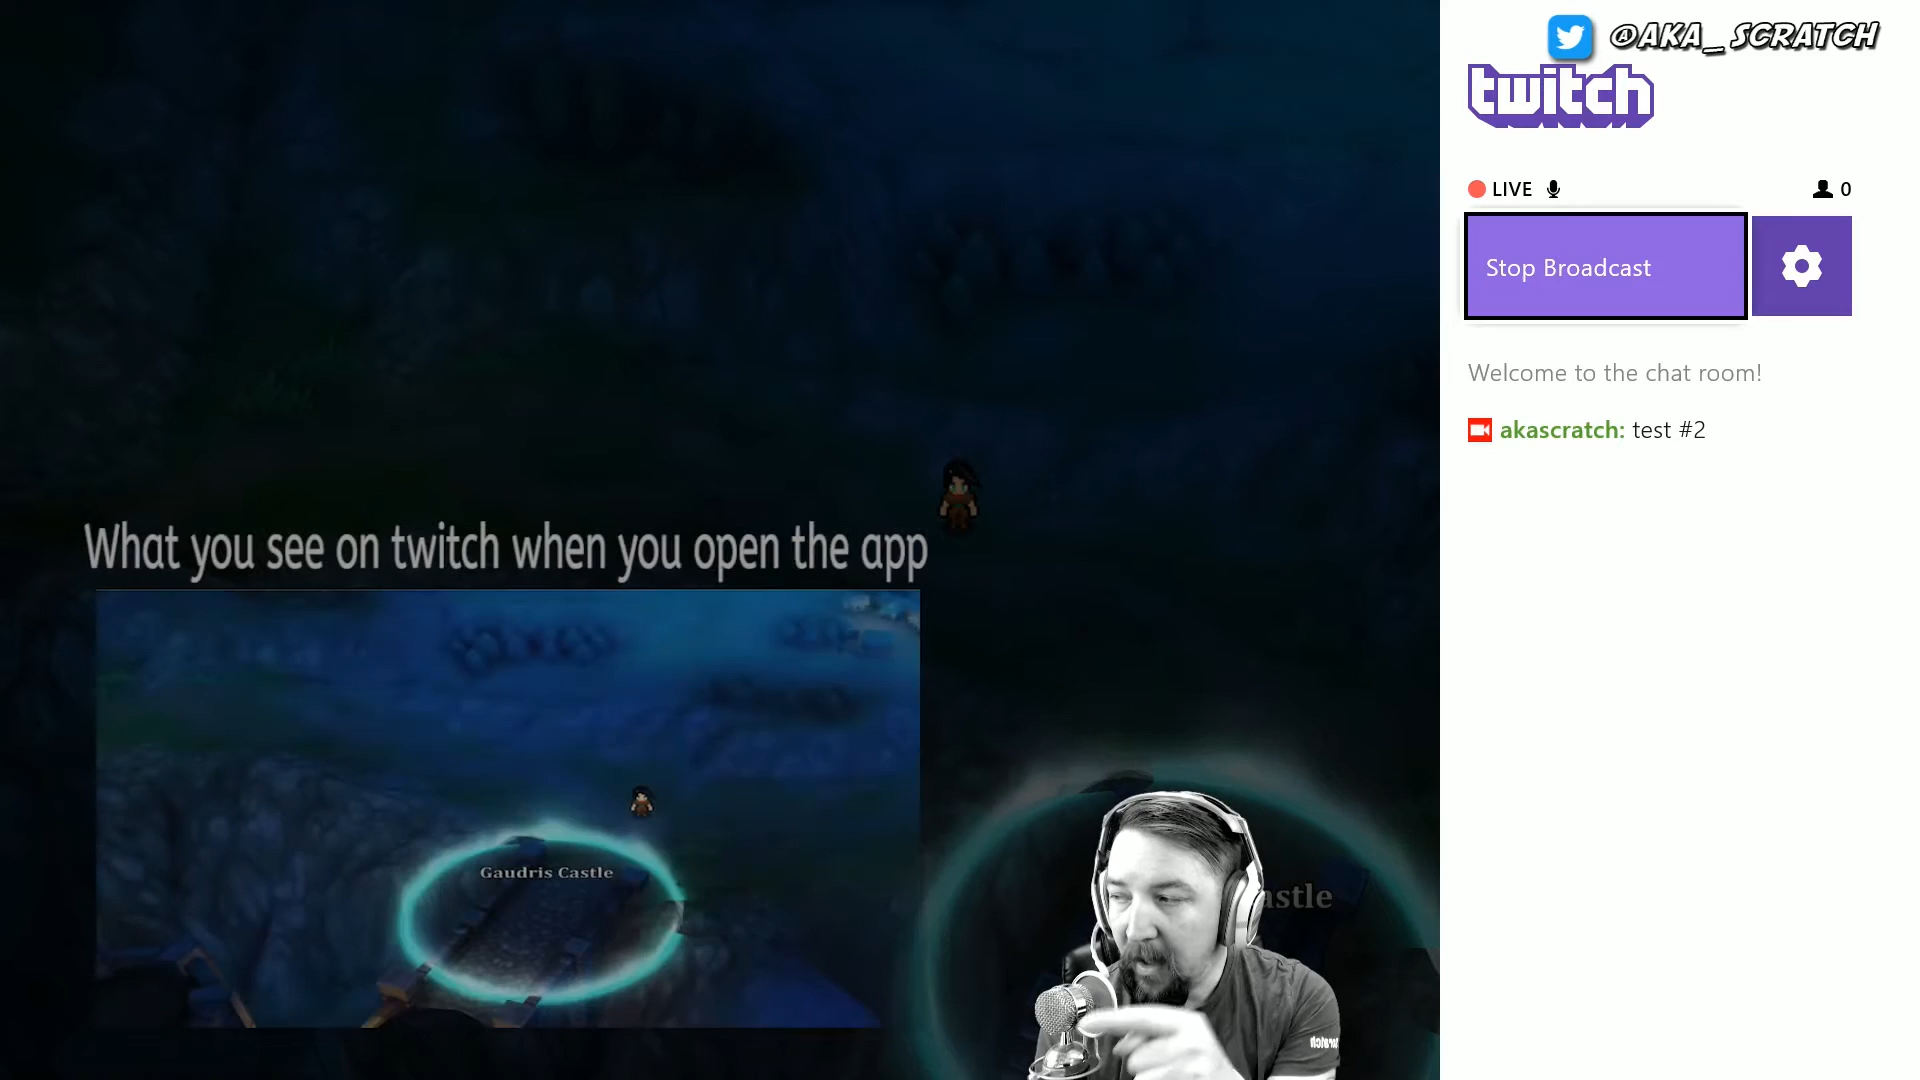 @AKA_SCRATCH
twitch
LIVE
0
Stop Broadcast
Welcome to the chat room!
akascratch: test #2
What you see on twitch when you open the app
Gaudris Castle
astle